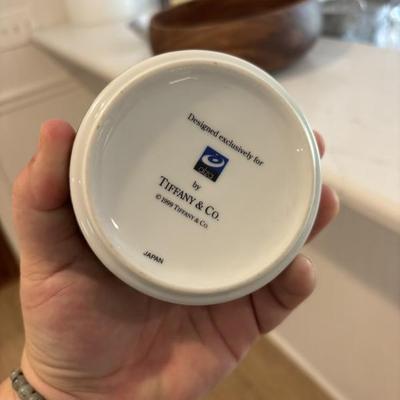 Designed exclusively for
by
TIFFANY & CO.
© 1999 TIFFANY & CO.
JAPAN